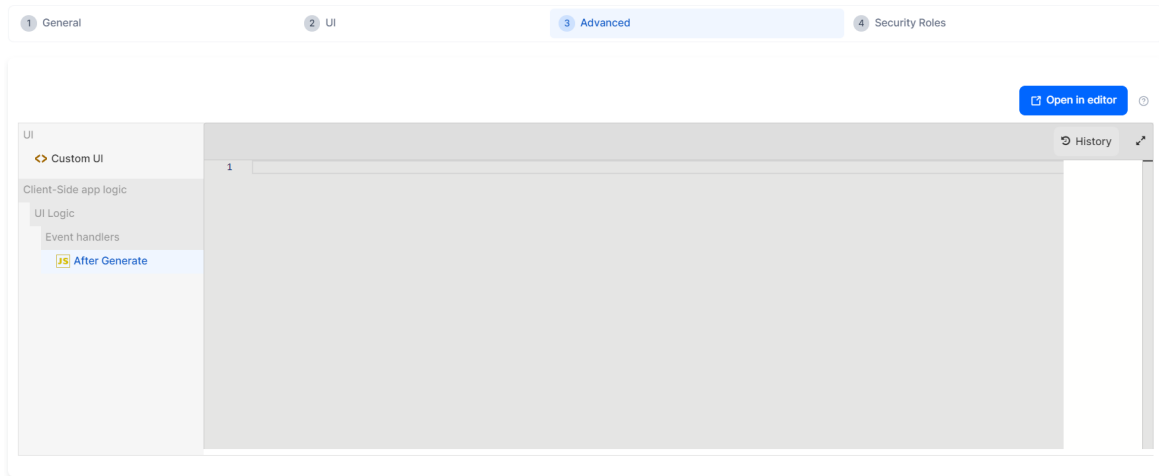 1 General
2 UI
3 Advanced
4 Security Roles
Open in editor
UI
<> Custom UI
History
1
Client-Side app logic
UI Logic
Event handlers
JS After Generate